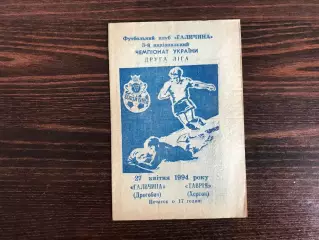 Футбольний клуб «ГАЛИЧИНА»
3-й національний
ЧЕМПІОНАТ УКРАЇНИ
ДРУГА ЛІГА
27 квітня 1994 року
«ГАЛИЧИНА» «ТАВРІЯ»
(Дрогобич) (Херсон)
Початок о 17 годині